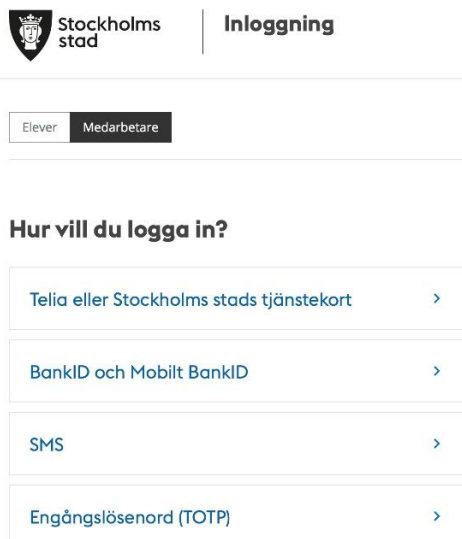 Stockholms
stad
Inloggning
Elever
Medarbetare
Hur vill du logga in?
Telia eller Stockholms stads tjänstekort
BankID och Mobilt BankID
SMS
Engångslösenord (TOTP)